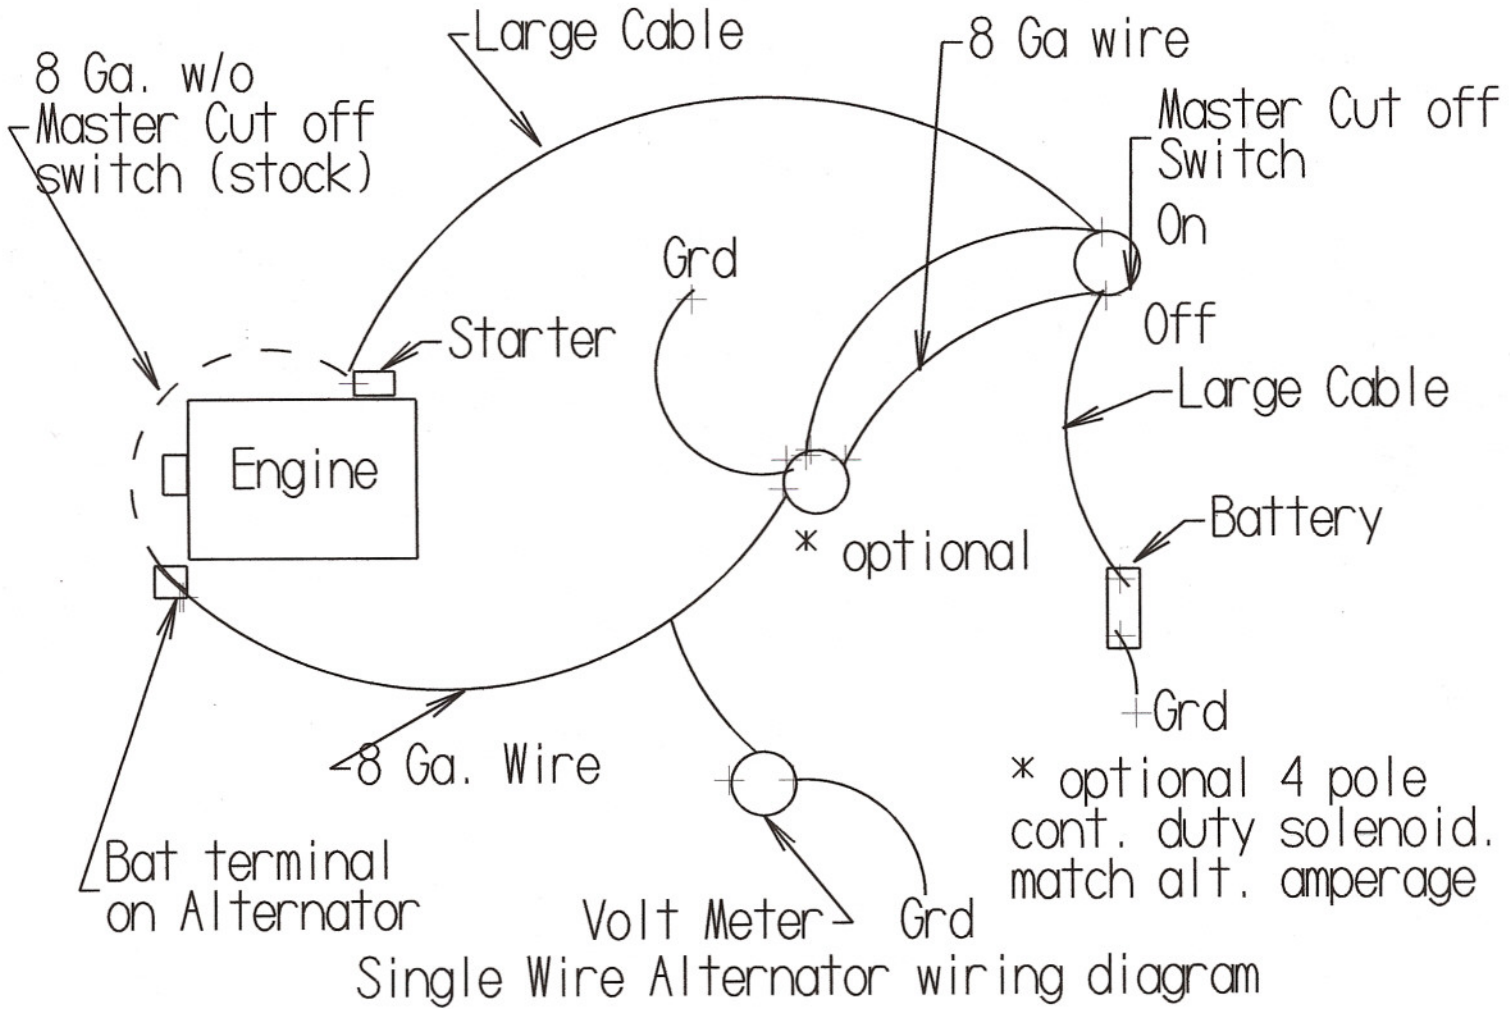 Large Cable
8 Ga wire
8 Ga. w/o
Master Cut off
switch (stock)
Master Cut off
Switch
On
Grd
Off
Starter
Large Cable
Engine
Battery
* optional
Grd
8 Ga. Wire
* optional 4 pole
cont. duty solenoid.
match alt. amperage
Bat terminal
on Alternator
Volt Meter
Grd
Single Wire Alternator wiring diagram